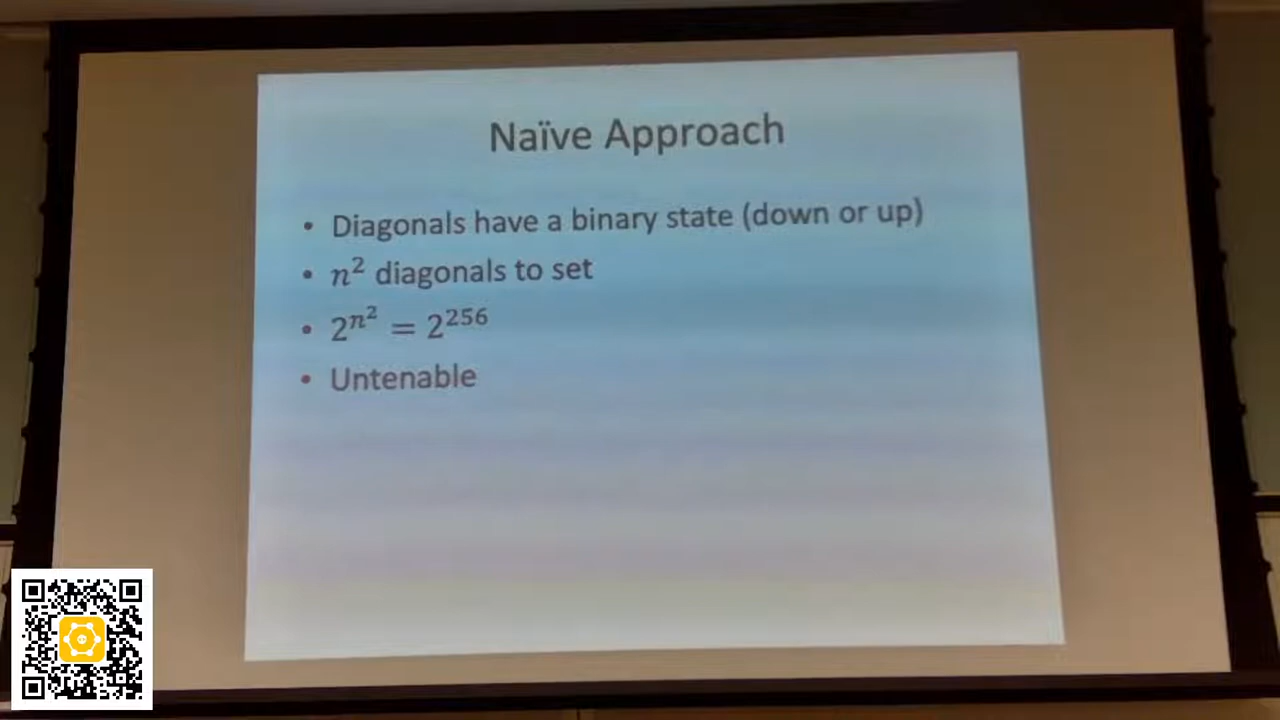 Naïve Approach
• Diagonals have a binary state (down or up)
• n² diagonals to set
• 2^{n²} = 2^{256}
• Untenable